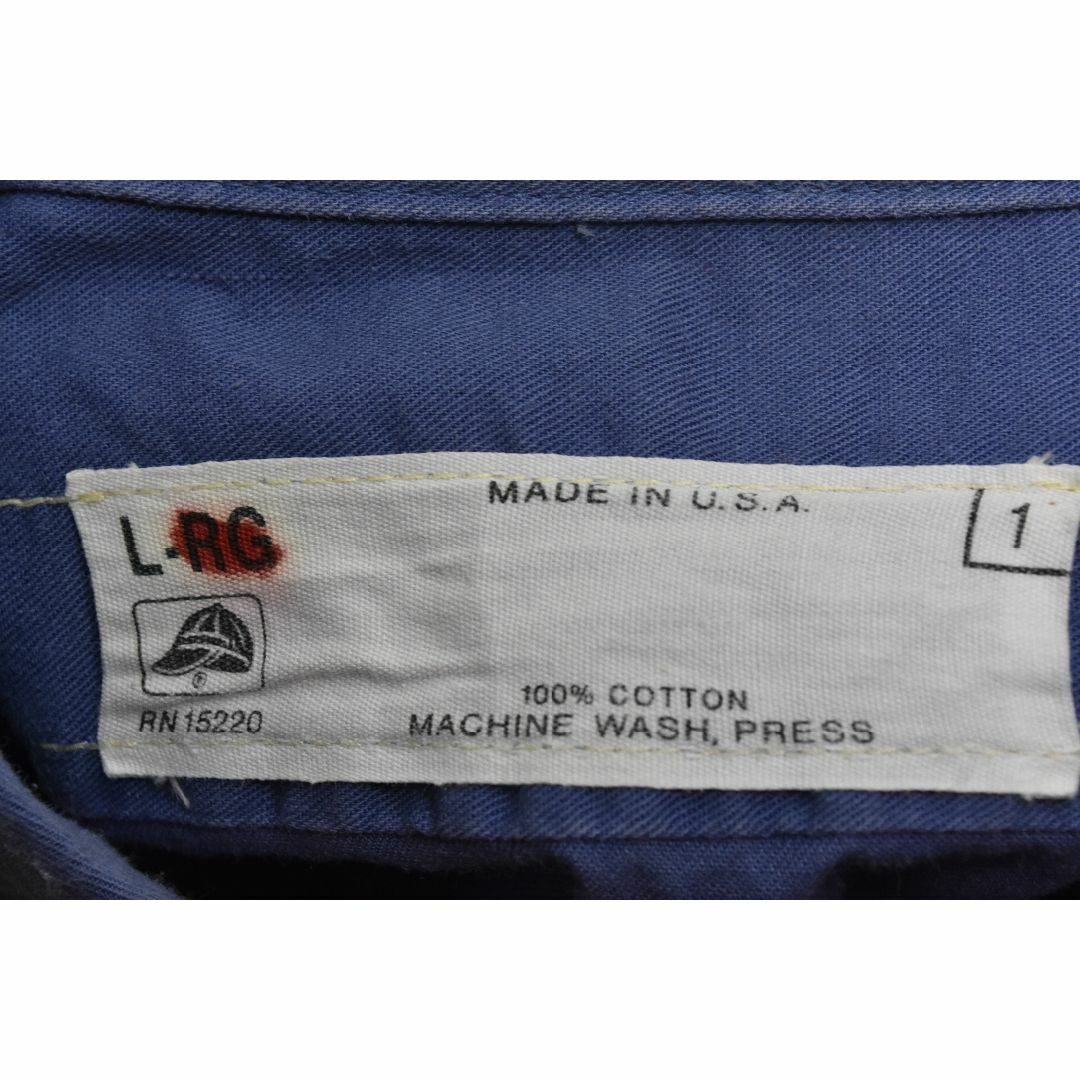 MADE IN U.S.A.
1
L-RG
®
RN 15220
100% COTTON
MACHINE WASH, PRESS